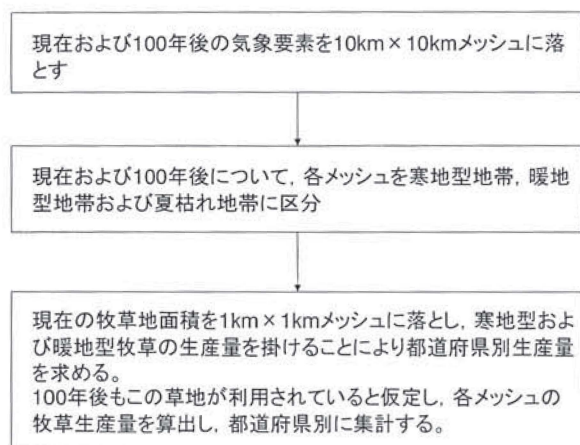 現在および100年後の気象要素を10km×10kmメッシュに落
とす
現在および100年後について，各メッシュを寒地型地帯，暖地
型地帯および夏枯れ地帯に区分
現在の牧草地面積を1km×1kmメッシュに落とし，寒地型およ
び暖地型牧草の生産量を掛けることにより都道府県別生産量
を求める。
100年後もこの草地が利用されていると仮定し，各メッシュの
牧草生産量を算出し，都道府県別に集計する。